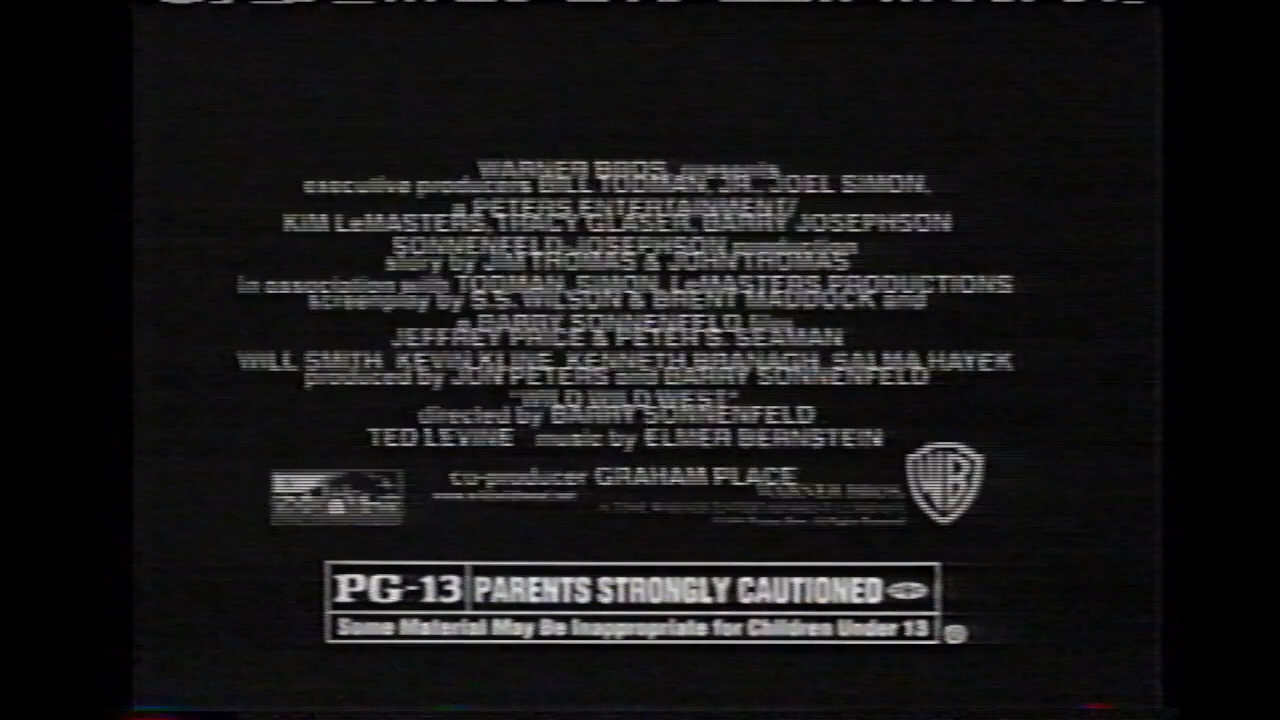 WARNER BROS. presents
executive producers BILL TODMAN, JR. JOEL SIMON
a PETERS ENTERTAINMENT/
KIM LeMASTERS, TRACY GLASER, BARRY JOSEPHSON
SONNENFELD-JOSEPHSON production
story by JIM THOMAS & JOHN THOMAS
in association with TODMAN, SIMON, LeMASTERS PRODUCTIONS
screenplay by S.S. WILSON & BRENT MADDOCK and
a BARRY SONNENFELD film
JEFFREY PRICE & PETER S. SEAMAN
WILL SMITH, KEVIN KLINE, KENNETH BRANAGH, SALMA HAYEK
produced by JON PETERS and BARRY SONNENFELD
"WILD WILD WEST"
directed by BARRY SONNENFELD
TED LEVINE music by ELMER BERNSTEIN
co-producer GRAHAM PLACE
WB
PG-13 PARENTS STRONGLY CAUTIONED
Some Material May Be Inappropriate for Children Under 13 ®